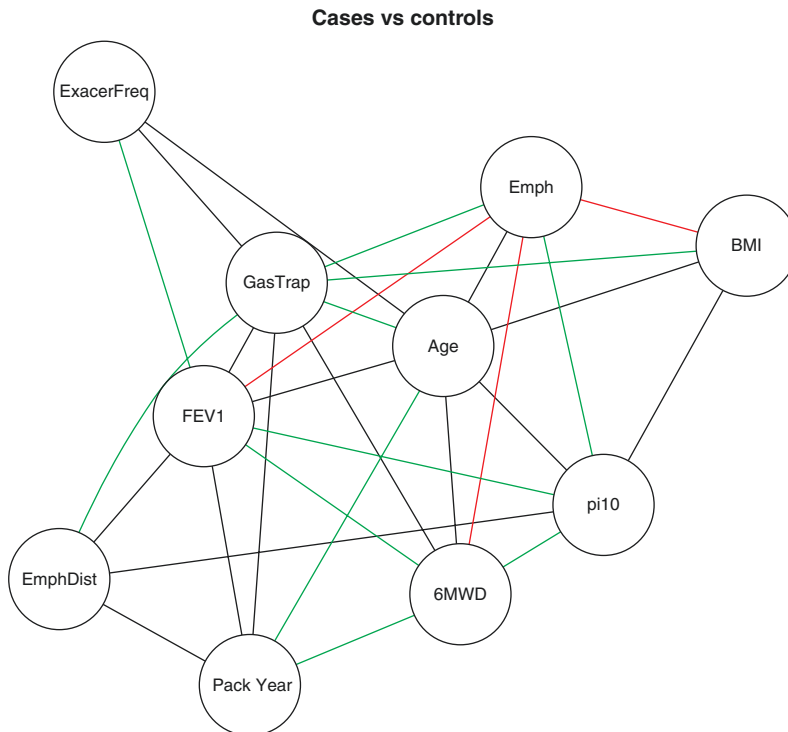 Cases vs controls
ExacerFreq
Emph
BMI
GasTrap
Age
FEV1
pi10
EmphDist
6MWD
Pack Year